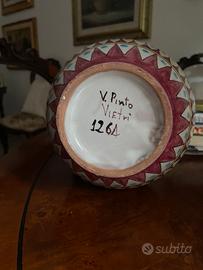 V. Pinto
Vietri
126A
subito